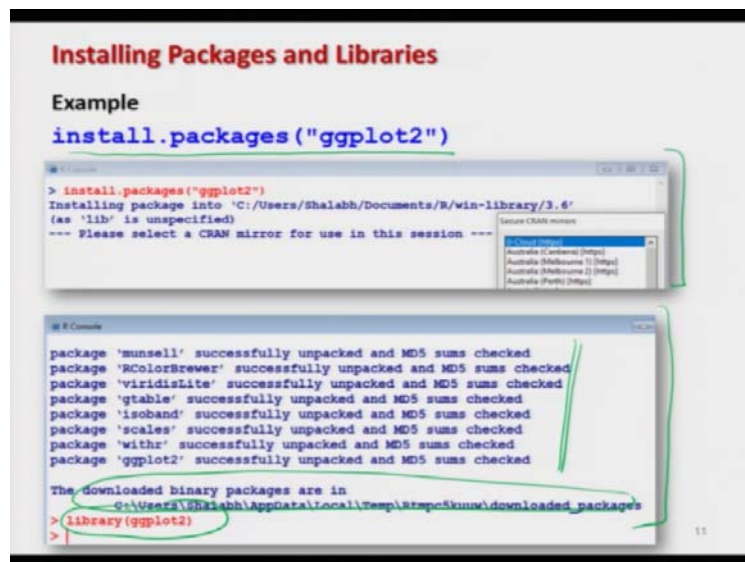 Installing Packages and Libraries
Example
install.packages("ggplot2")
R Console
> install.packages("ggplot2")
Installing package into 'C:/Users/Shalabh/Documents/R/win-library/3.6'
(as 'lib' is unspecified)
--- Please select a CRAN mirror for use in this session ---
Secure CRAN mirrors
0-Cloud [https]
Australia (Canberra) [https]
Australia (Melbourne 1) [https]
Australia (Melbourne 2) [https]
Australia (Perth) [https]
R Console
package 'munsell' successfully unpacked and MD5 sums checked
package 'RColorBrewer' successfully unpacked and MD5 sums checked
package 'viridisLite' successfully unpacked and MD5 sums checked
package 'gtable' successfully unpacked and MD5 sums checked
package 'isoband' successfully unpacked and MD5 sums checked
package 'scales' successfully unpacked and MD5 sums checked
package 'withr' successfully unpacked and MD5 sums checked
package 'ggplot2' successfully unpacked and MD5 sums checked
The downloaded binary packages are in
C:\Users\Shalabh\AppData\Local\Temp\Rtmpc5kuuw\downloaded_packages
> library(ggplot2)
>
11